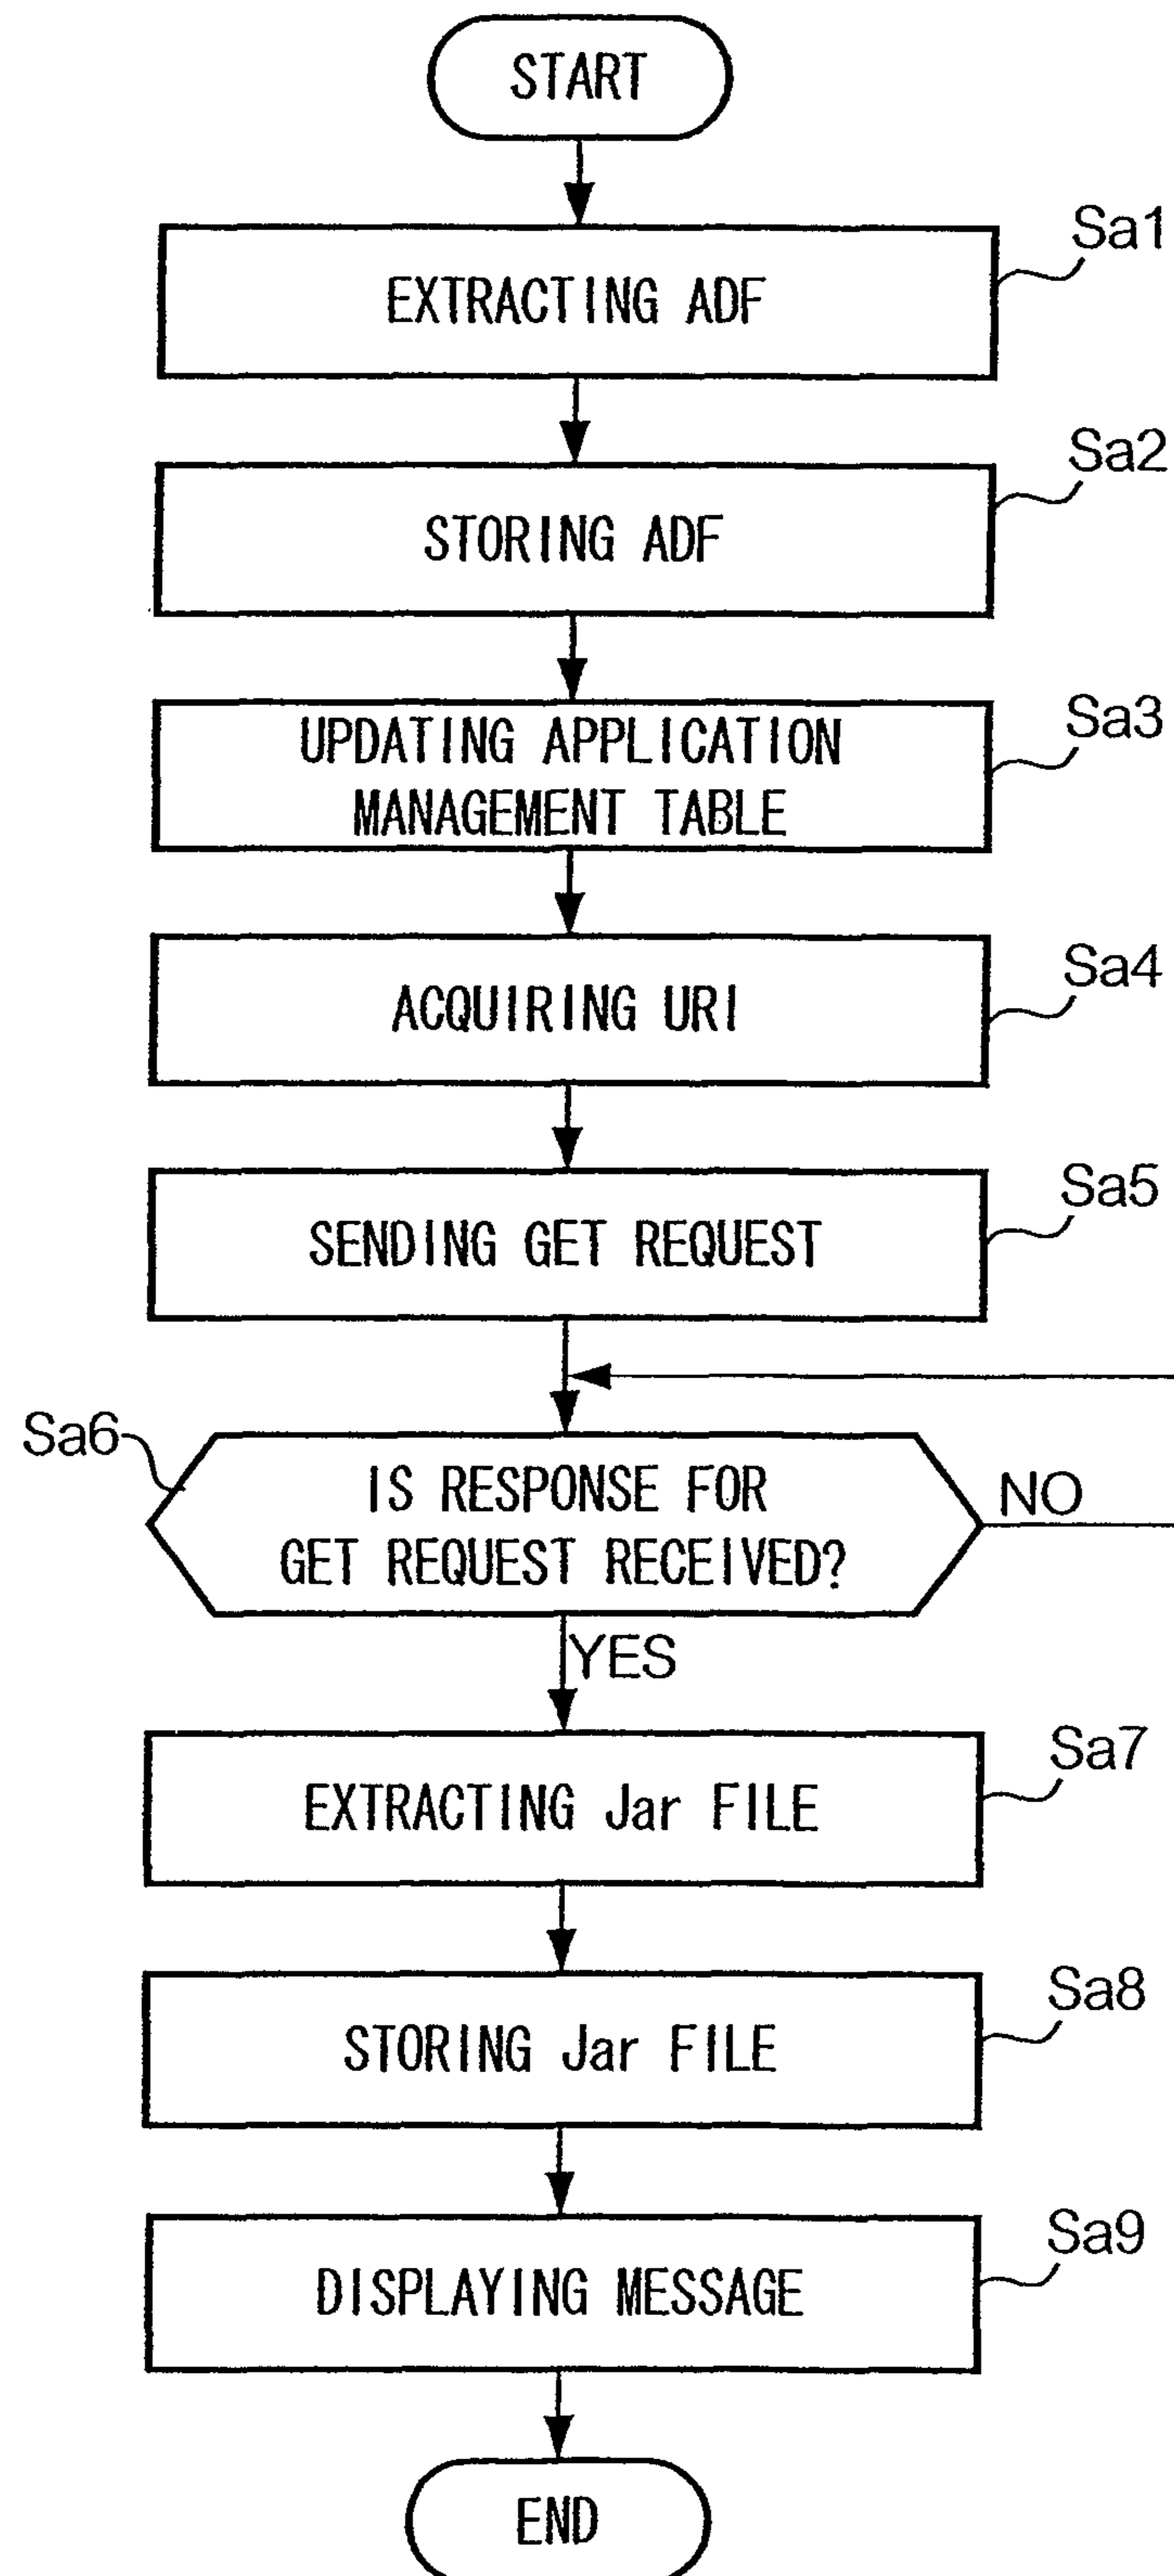 START
Sa1
EXTRACTING ADF
Sa2
STORING ADF
Sa3
UPDATING APPLICATION
MANAGEMENT TABLE
Sa4
ACQUIRING URI
Sa5
SENDING GET REQUEST
Sa6
IS RESPONSE FOR
GET REQUEST RECEIVED?
NO
YES
Sa7
EXTRACTING Jar FILE
Sa8
STORING Jar FILE
Sa9
DISPLAYING MESSAGE
END